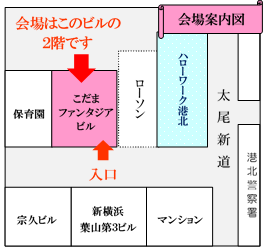 会場案内図
会場はこのビルの
2階です
ハローワーク港北
ローソン
保育園
こだま
ファンタジア
ビル
太尾新道
入口
港北警察署
宗久ビル
新横浜
葉山第3ビル
マンション